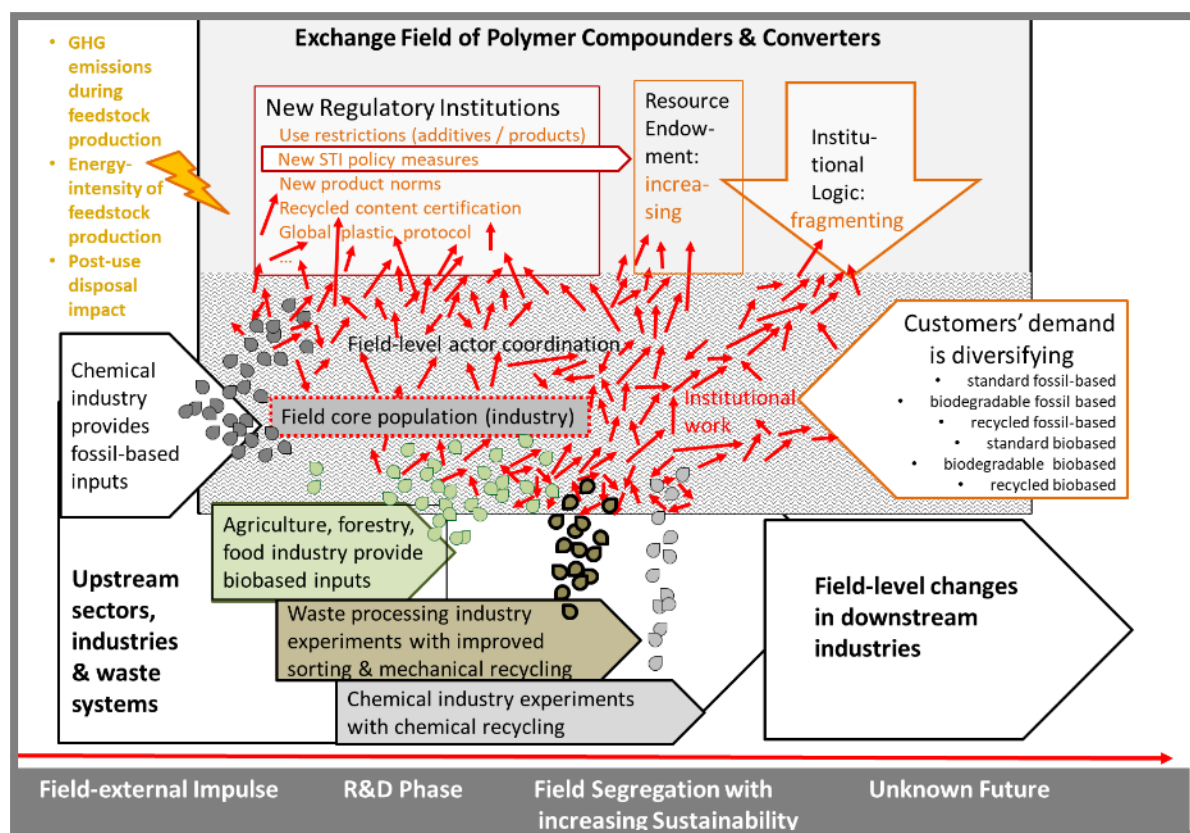 Exchange Field of Polymer Compounders & Converters
• GHG
emissions
during
feedstock
production
• Energy-
intensity of
feedstock
production
• Post-use
disposal
impact
New Regulatory Institutions
Use restrictions (additives / products)
New STI policy measures
New product norms
Recycled content certification
Global plastic protocol
...
Resource
Endow-
ment:
increa-
sing
Institu-
tional
Logic:
fragmenting
Field-level actor coordination
Field core population (industry)
Institutional
work
Chemical
industry
provides
fossil-based
inputs
Customers’ demand
is diversifying
• standard fossil-based
• biodegradable fossil based
• recycled fossil-based
• standard biobased
• biodegradable biobased
• recycled biobased
Agriculture, forestry,
food industry provide
biobased inputs
Upstream
sectors,
industries
& waste
systems
Waste processing industry
experiments with improved
sorting & mechanical recycling
Chemical industry experiments
with chemical recycling
Field-level changes
in downstream
industries
Field-external Impulse
R&D Phase
Field Segregation with
increasing Sustainability
Unknown Future